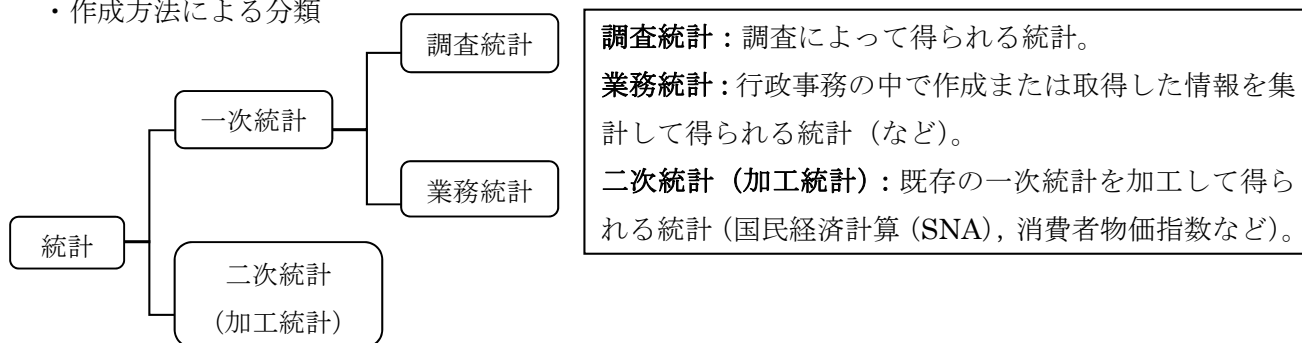 ・作成方法による分類
調査統計
一次統計
業務統計
統計
二次統計
（加工統計）
調査統計：調査によって得られる統計。
業務統計：行政事務の中で作成または取得した情報を集
計して得られる統計（など）。
二次統計（加工統計）：既存の一次統計を加工して得ら
れる統計（国民経済計算（SNA），消費者物価指数など）。